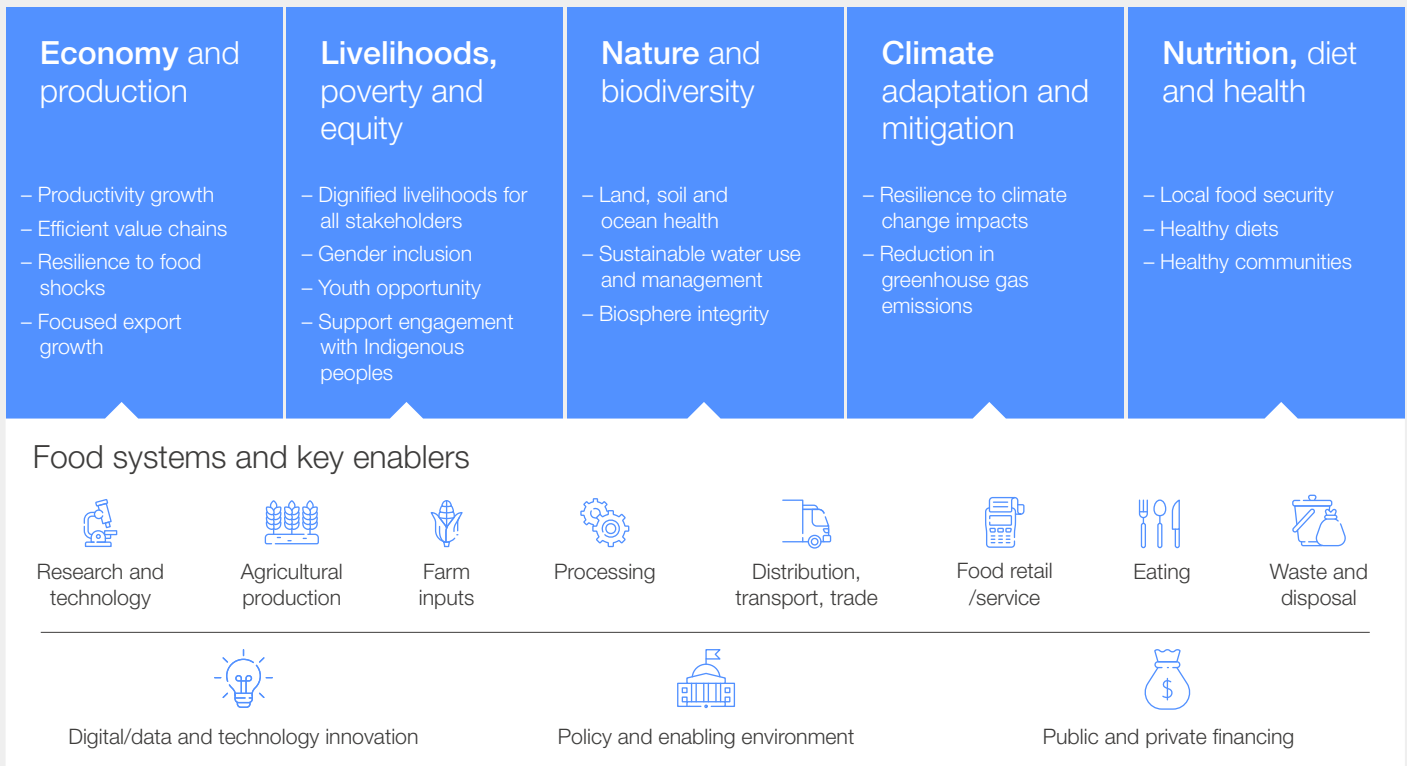 Economy and
production
– Productivity growth
– Efficient value chains
– Resilience to food
shocks
– Focused export
growth
Livelihoods,
poverty and
equity
– Dignified livelihoods for
all stakeholders
– Gender inclusion
– Youth opportunity
– Support engagement
with Indigenous
peoples
Nature and
biodiversity
– Land, soil and
ocean health
– Sustainable water use
and management
– Biosphere integrity
Climate
adaptation and
mitigation
– Resilience to climate
change impacts
– Reduction in
greenhouse gas
emissions
Nutrition, diet
and health
– Local food security
– Healthy diets
– Healthy communities
Food systems and key enablers
Research and
technology
Agricultural
production
Farm
inputs
Processing
Distribution,
transport, trade
Food retail
/service
Eating
Waste and
disposal
$
Digital/data and technology innovation
Policy and enabling environment
Public and private financing